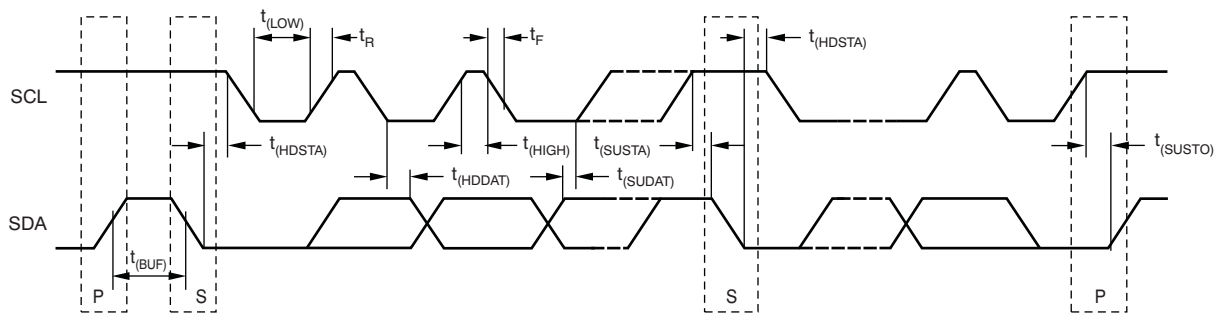 t(LOW)
tR
tF
t(HDSTA)
SCL
t(HDSTA)
t(HIGH)
t(SUSTA)
t(SUSTO)
t(HDDAT)
t(SUDAT)
SDA
t(BUF)
P
S
S
P